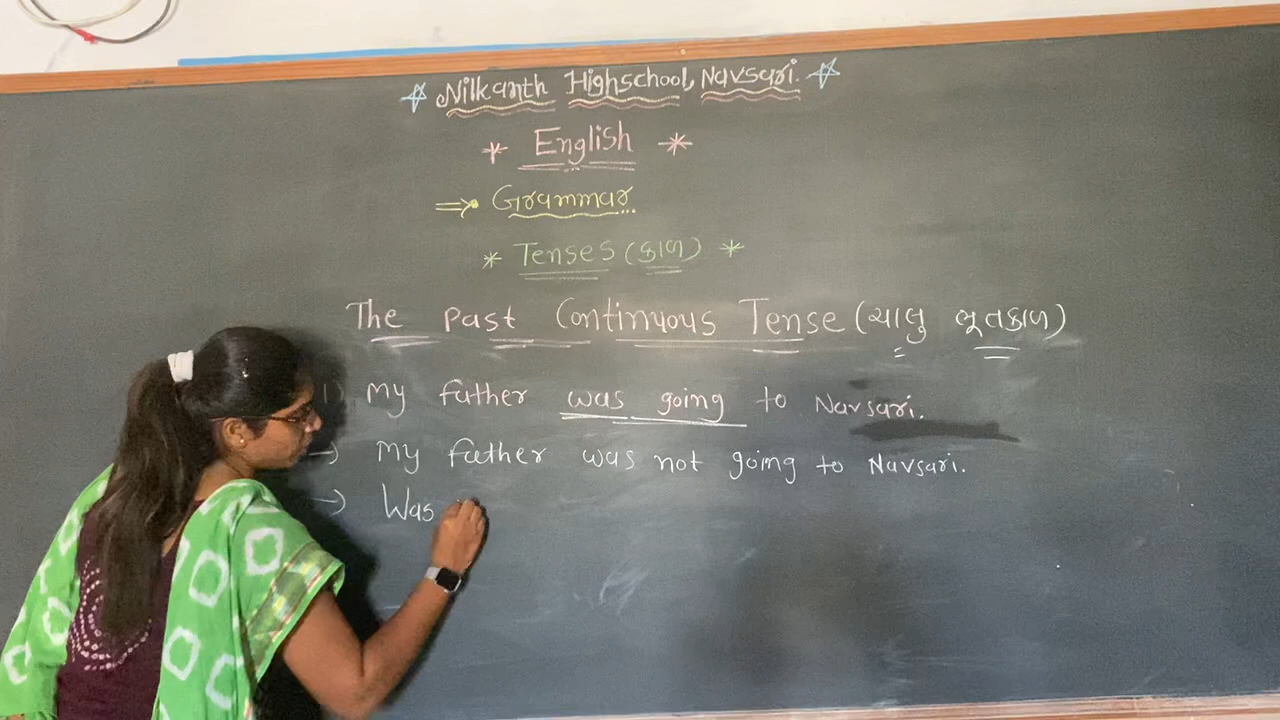 Nilkanth Highschool, Navsari.
* English *
⇒ Grammar...
* Tenses (કાળ) *
The Past Continuous Tense (ચાલુ ભૂતકાળ)
1) My father was going to Navsari.
→ My father was not going to Navsari.
→ Was